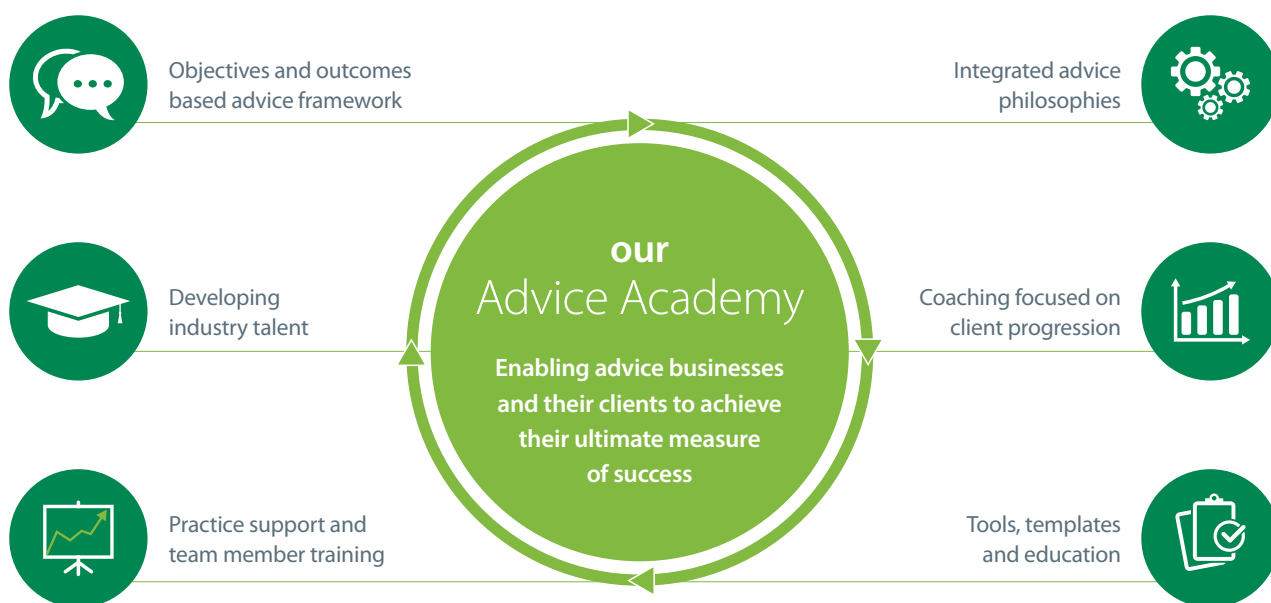 Objectives and outcomes
based advice framework
Integrated advice
philosophies
our
Advice Academy
Enabling advice businesses
and their clients to achieve
their ultimate measure
of success
Developing
industry talent
Coaching focused on
client progression
Practice support and
team member training
Tools, templates
and education